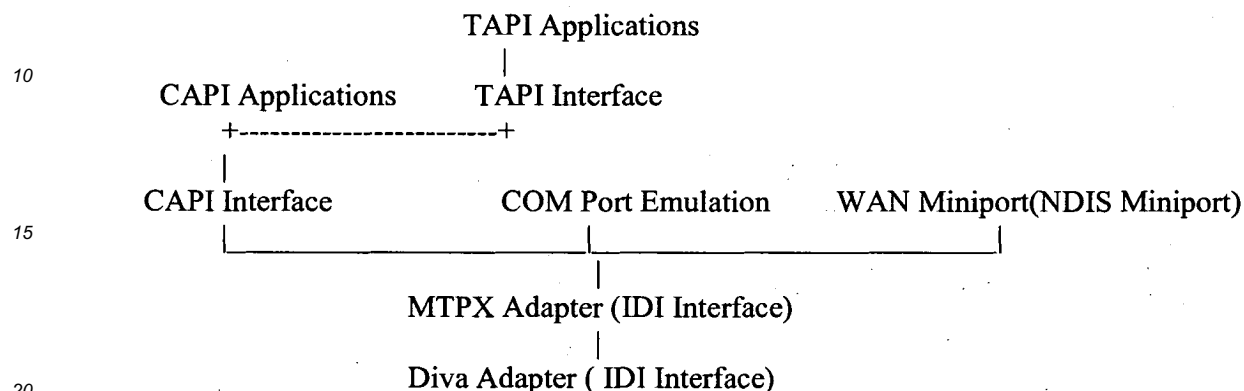 TAPI Applications
10
CAPI Applications TAPI Interface
CAPI Interface COM Port Emulation WAN Miniport(NDIS Miniport)
15
MTPX Adapter (IDI Interface)
Diva Adapter ( IDI Interface)
20